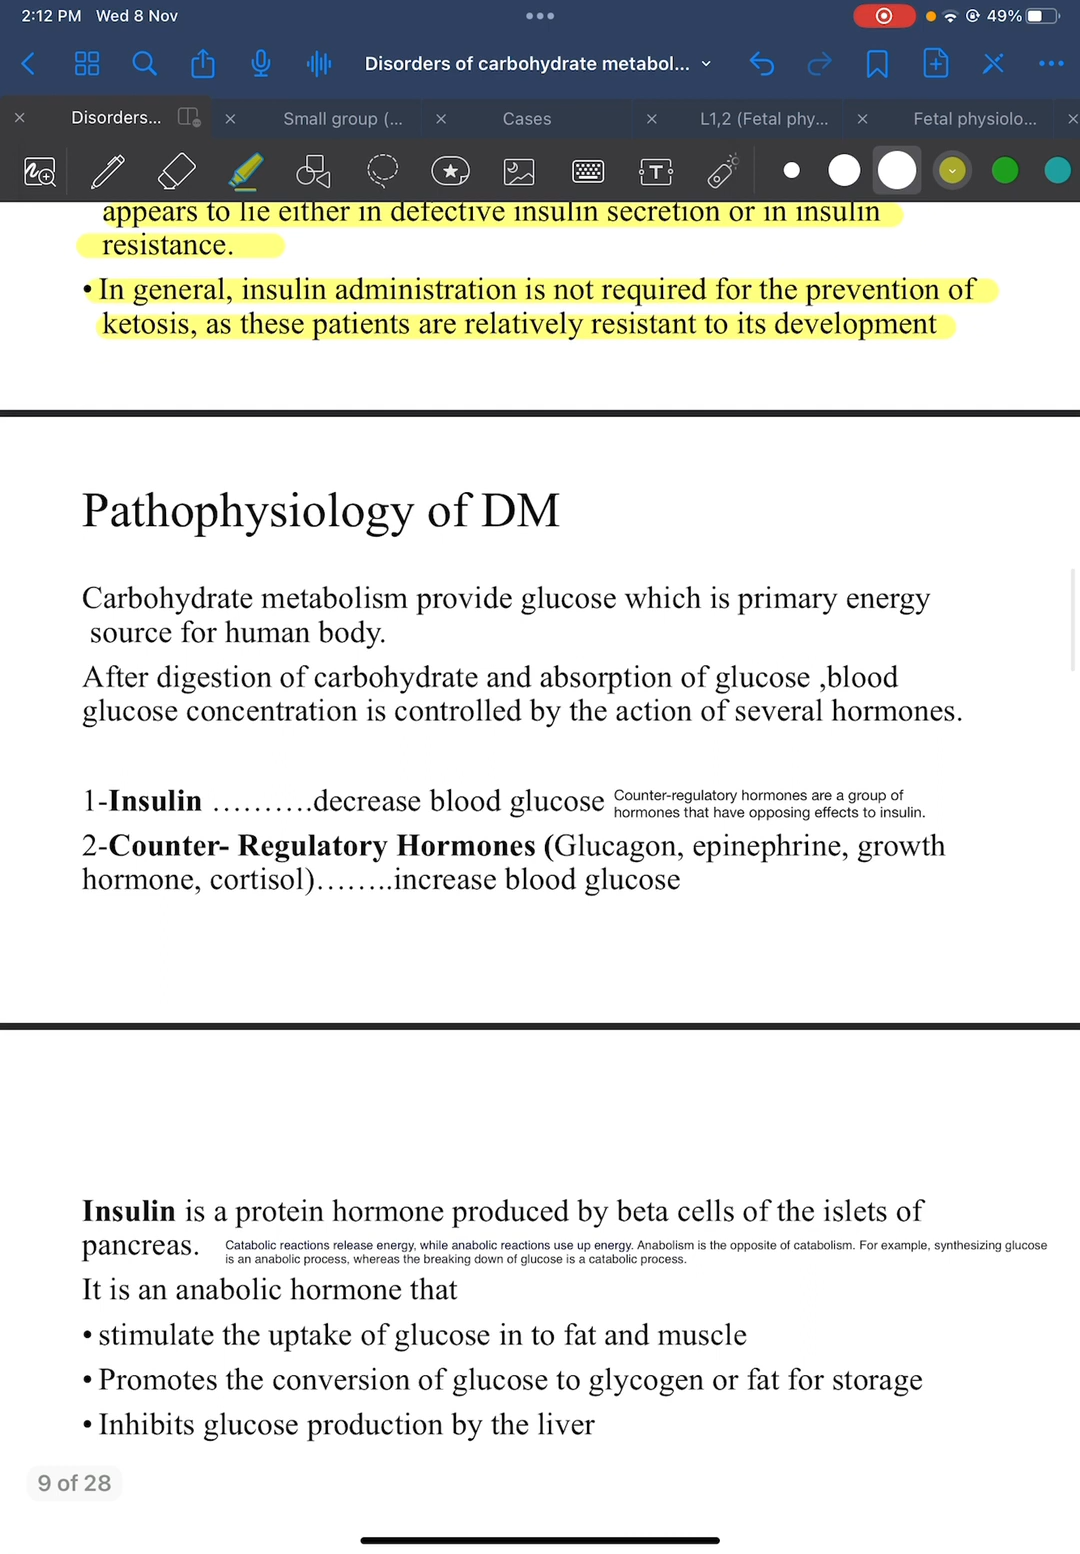 2:12 PM Wed 8 Nov
49%
Disorders of carbohydrate metabol...
Disorders...
Small group (...
Cases
L1,2 (Fetal phy...
Fetal physiolo...
appears to lie either in defective insulin secretion or in insulin
resistance.
• In general, insulin administration is not required for the prevention of
ketosis, as these patients are relatively resistant to its development
Pathophysiology of DM
Carbohydrate metabolism provide glucose which is primary energy
source for human body.
After digestion of carbohydrate and absorption of glucose ,blood
glucose concentration is controlled by the action of several hormones.
1-Insulin ..........decrease blood glucose
Counter-regulatory hormones are a group of
hormones that have opposing effects to insulin.
2-Counter- Regulatory Hormones (Glucagon, epinephrine, growth
hormone, cortisol)........increase blood glucose
Insulin is a protein hormone produced by beta cells of the islets of
pancreas.
Catabolic reactions release energy, while anabolic reactions use up energy. Anabolism is the opposite of catabolism. For example, synthesizing glucose
is an anabolic process, whereas the breaking down of glucose is a catabolic process.
It is an anabolic hormone that
• stimulate the uptake of glucose in to fat and muscle
• Promotes the conversion of glucose to glycogen or fat for storage
• Inhibits glucose production by the liver
9 of 28